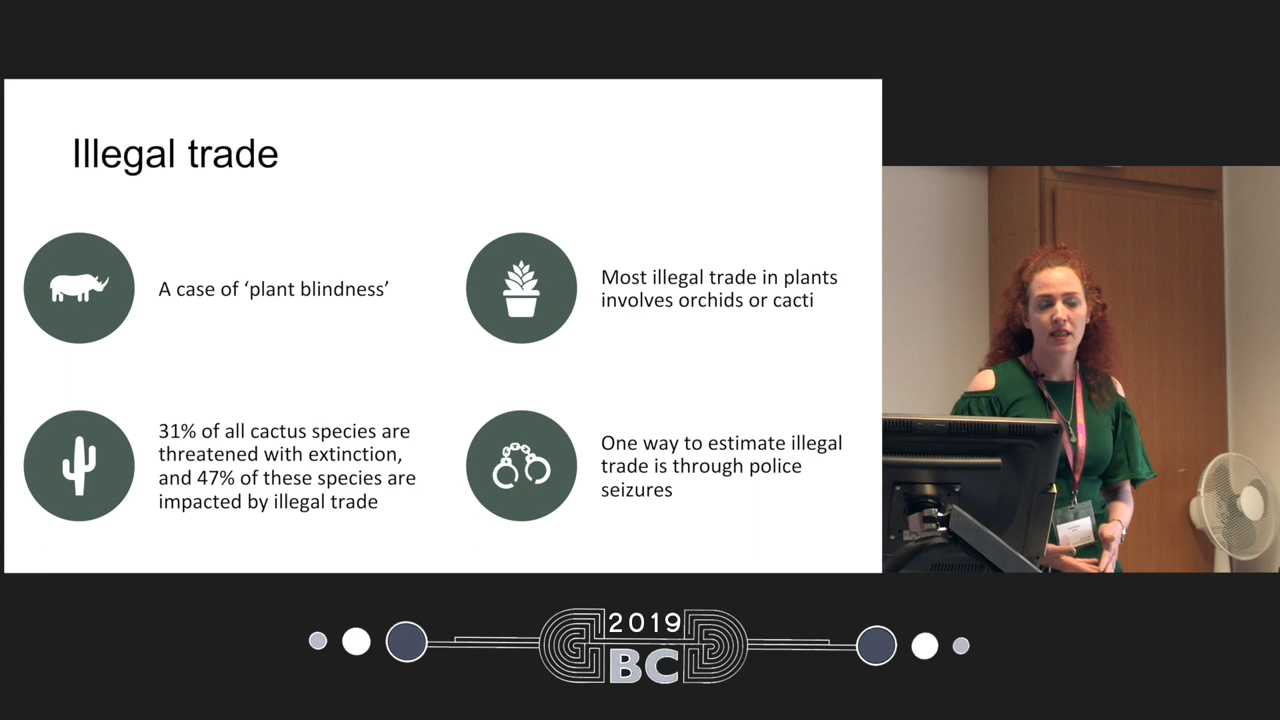 Illegal trade
A case of ‘plant blindness’
Most illegal trade in plants
involves orchids or cacti
31% of all cactus species are
threatened with extinction,
and 47% of these species are
impacted by illegal trade
One way to estimate illegal
trade is through police
seizures
2019
BC